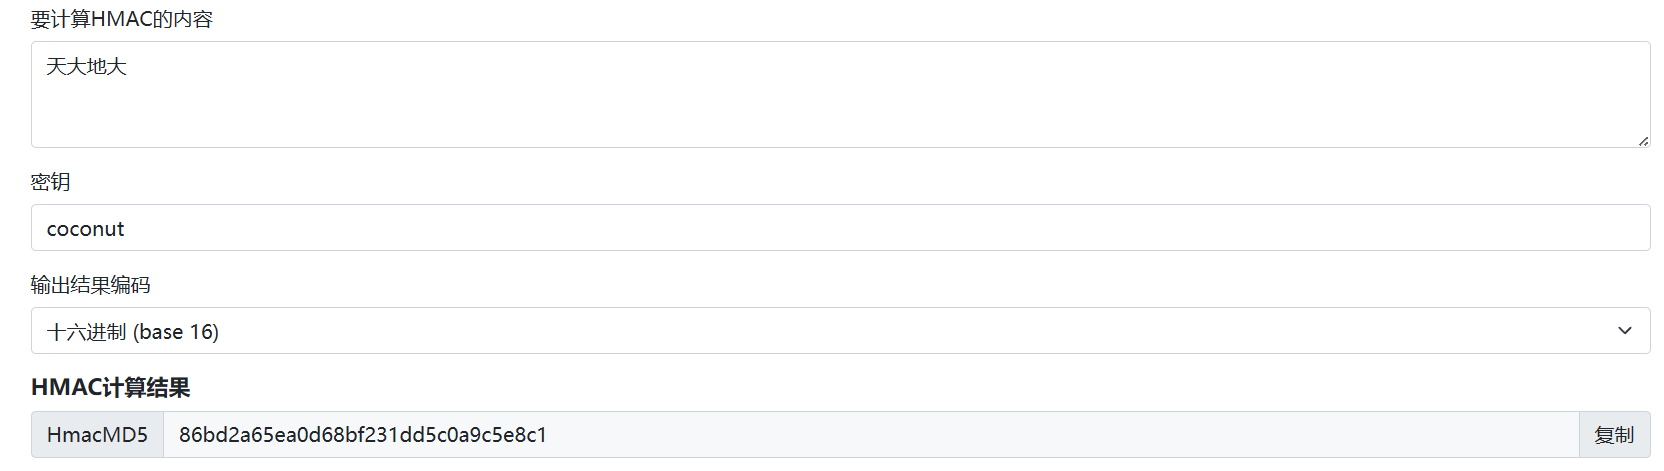 要计算HMAC的内容
天大地大
密钥
coconut
输出结果编码
十六进制 (base 16)
HMAC计算结果
HmacMD5 86bd2a65ea0d68bf231dd5c0a9c5e8c1 复制